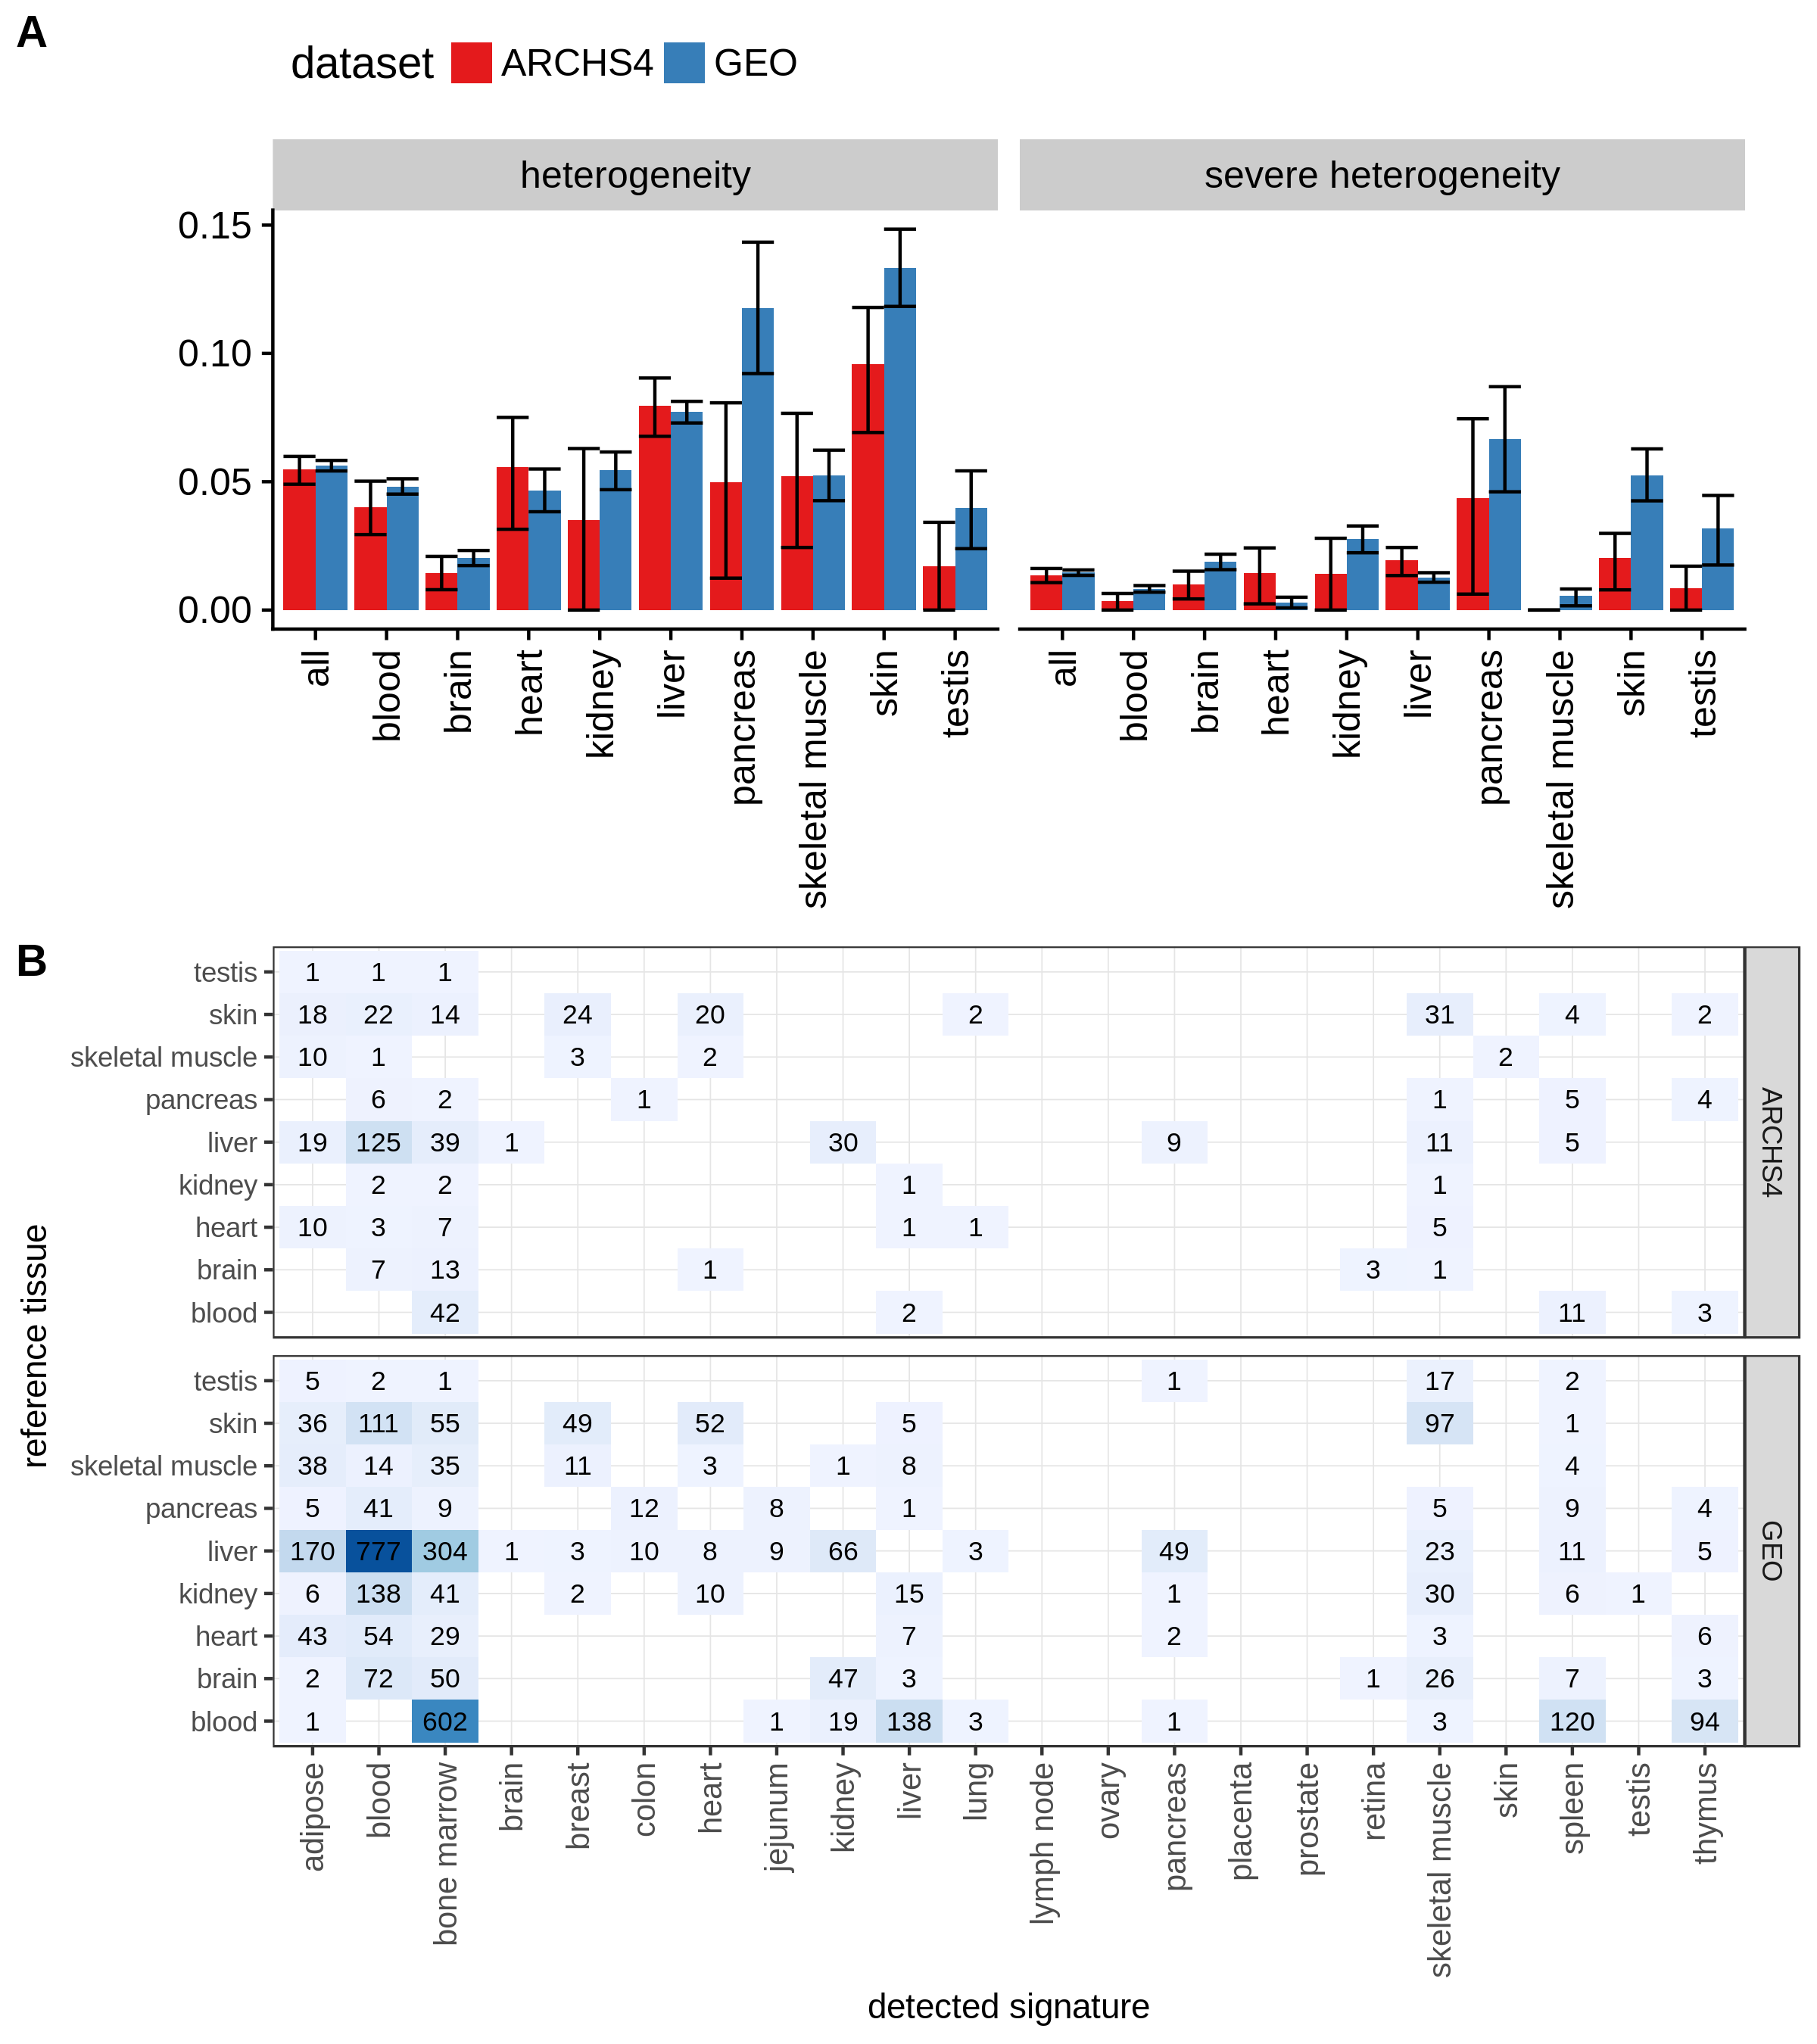 A
dataset ARCHS4 GEO
heterogeneity severe heterogeneity
0.15
0.10
0.05
0.00
all blood brain heart kidney liver pancreas skeletal muscle skin testis all blood brain heart kidney liver pancreas skeletal muscle skin testis
B
reference tissue
ARCHS4
testis 1 1 1
skin 18 22 14 24 20 2 31 4 2
skeletal muscle 10 1 3 2 2
pancreas 6 2 1 1 5 4
liver 19 125 39 1 30 9 11 5
kidney 2 2 1 1
heart 10 3 7 1 1 5
brain 7 13 1 3 1
blood 42 2 11 3
GEO
testis 5 2 1 1 17 2
skin 36 111 55 49 52 5 97 1
skeletal muscle 38 14 35 11 3 1 8 4
pancreas 5 41 9 12 8 1 5 9 4
liver 170 777 304 1 3 10 8 9 66 3 49 23 11 5
kidney 6 138 41 2 10 15 1 30 6 1
heart 43 54 29 7 2 3 6
brain 2 72 50 47 3 1 26 7 3
blood 1 602 1 19 138 3 1 3 120 94
adipose blood bone marrow brain breast colon heart jejunum kidney liver lung lymph node ovary pancreas placenta prostate retina skeletal muscle skin spleen testis thymus
detected signature